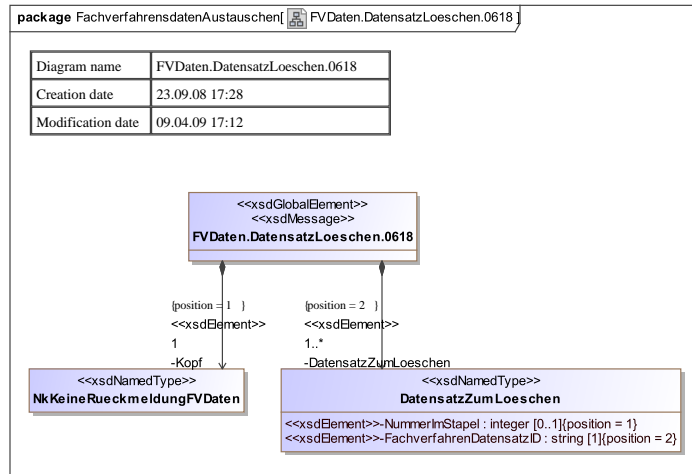 package FachverfahrensdatenAustauschen[ FVDaten.DatensatzLoeschen.0618 ]
Diagram name FVDaten.DatensatzLoeschen.0618
Creation date 23.09.08 17:28
Modification date 09.04.09 17:12
<<xsdGlobalElement>>
<<xsdMessage>>
FVDaten.DatensatzLoeschen.0618
{position = 1 } {position = 2 }
<<xsdElement>> <<xsdElement>>
1 1..*
-Kopf -DatensatzZumLoeschen
<<xsdNamedType>> <<xsdNamedType>>
NkKeineRueckmeldungFVDaten DatensatzZumLoeschen
<<xsdElement>>-NummerImStapel : integer [0..1]{position = 1}
<<xsdElement>>-FachverfahrenDatensatzID : string [1]{position = 2}